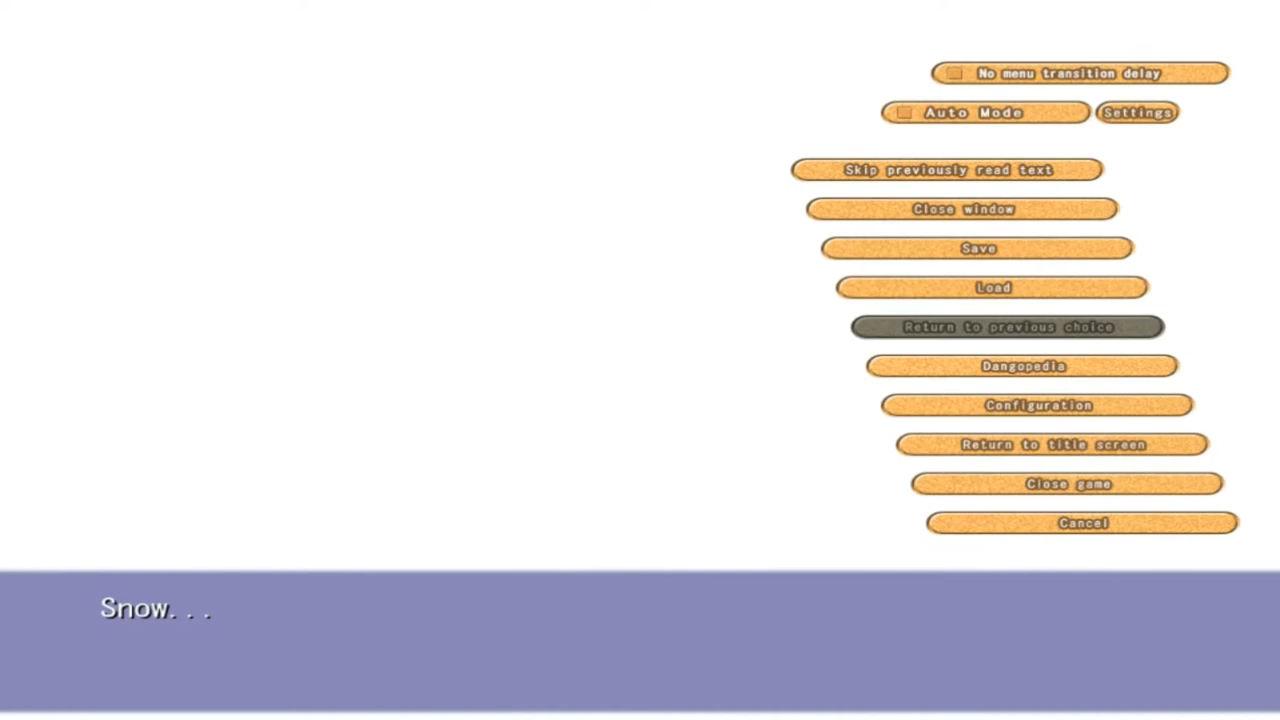 No menu transition delay
Auto Mode Settings
Skip previously read text
Close window
Save
Load
Return to previous choice
Dangopedia
Configuration
Return to title screen
Close game
Cancel
Snow...